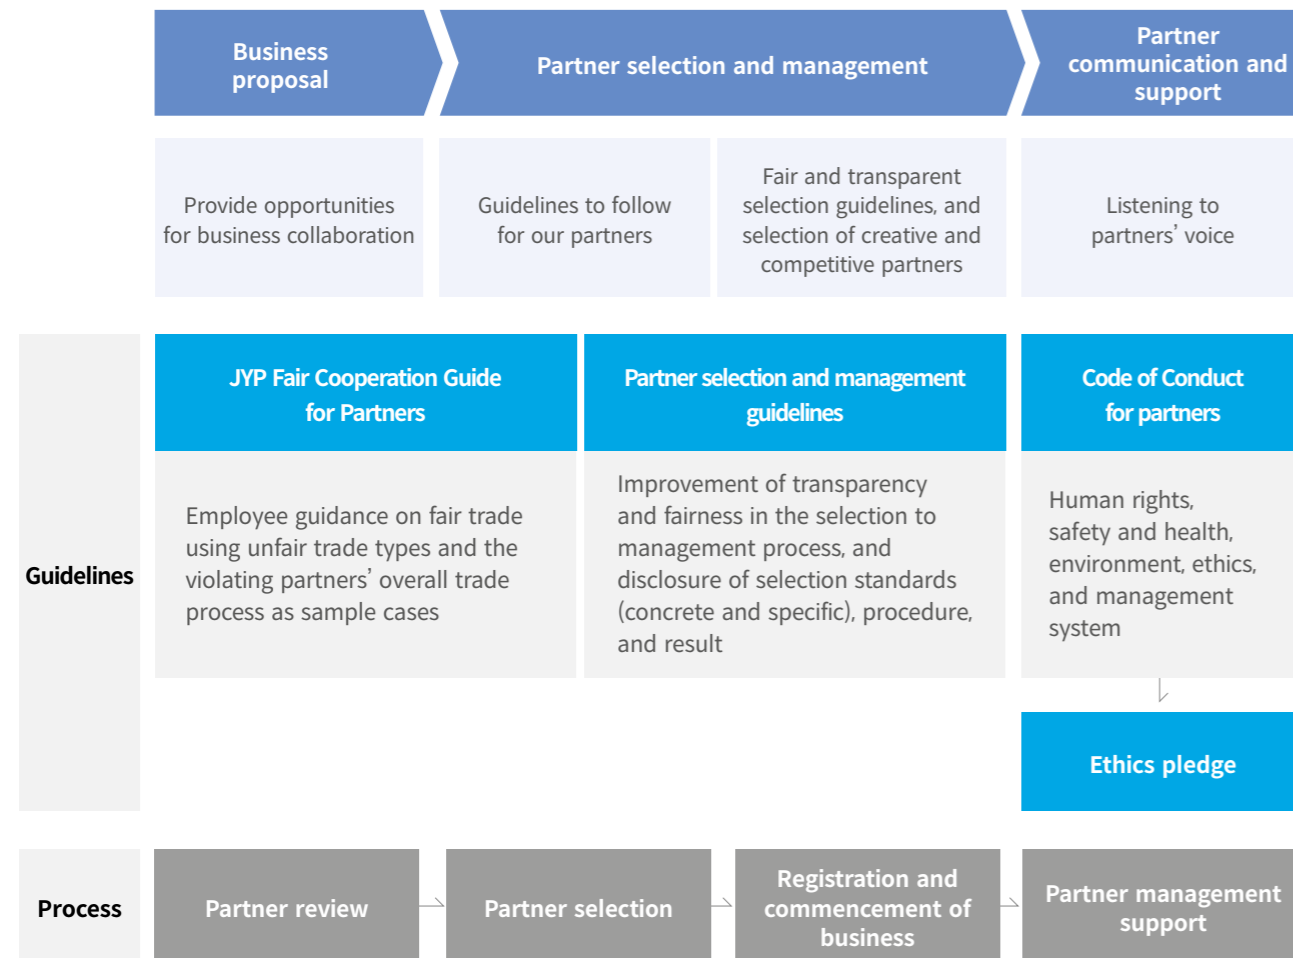 Business
proposal
Partner selection and management
Partner
communication and
support
Provide opportunities
for business collaboration
Guidelines to follow
for our partners
Fair and transparent
selection guidelines, and
selection of creative and
competitive partners
Listening to
partners’ voice
Guidelines
JYP Fair Cooperation Guide
for Partners
Partner selection and management
guidelines
Code of Conduct
for partners
Employee guidance on fair trade
using unfair trade types and the
violating partners’ overall trade
process as sample cases
Improvement of transparency
and fairness in the selection to
management process, and
disclosure of selection standards
(concrete and specific), procedure,
and result
Human rights,
safety and health,
environment, ethics,
and management
system
Ethics pledge
Process
Partner review
Partner selection
Registration and
commencement of
business
Partner management
support